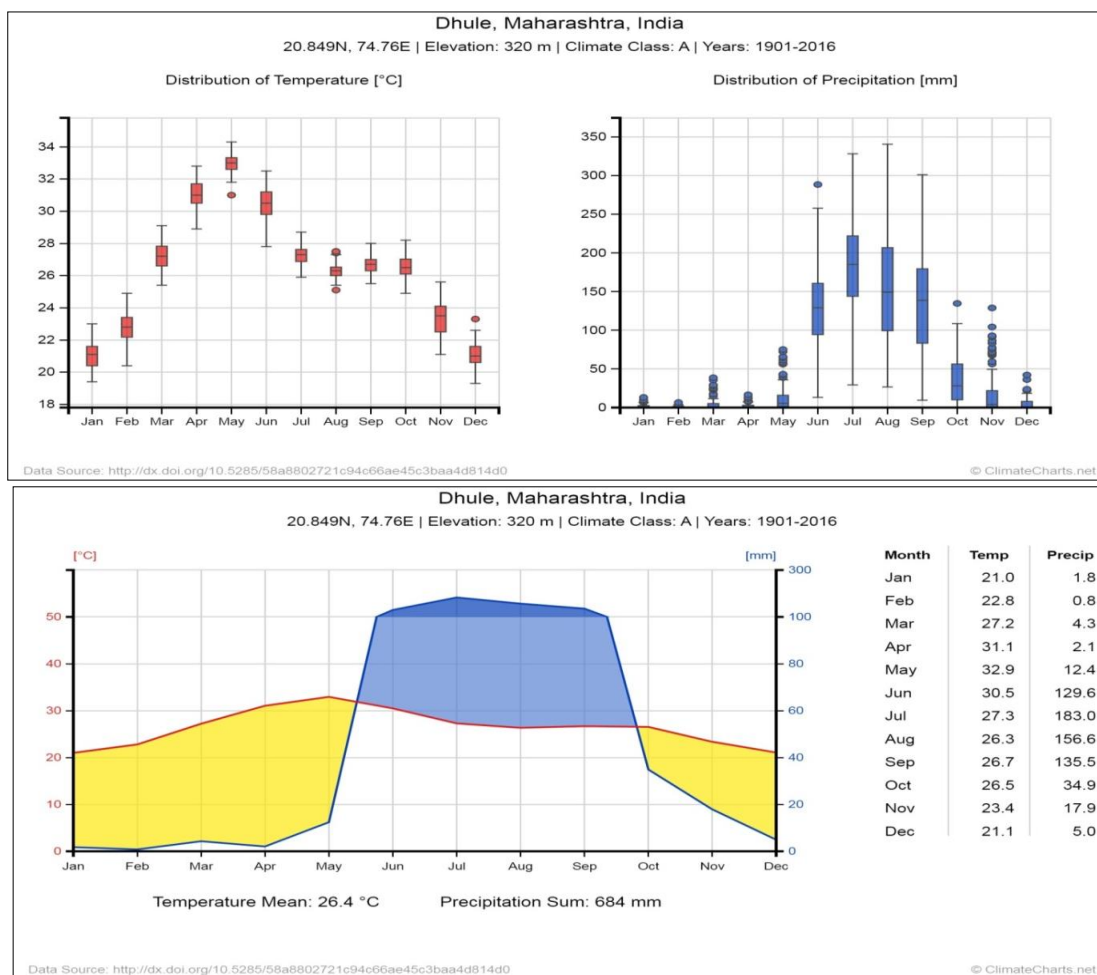 Dhule, Maharashtra, India
20.849N, 74.76E | Elevation: 320 m | Climate Class: A | Years: 1901-2016
Distribution of Temperature [°C]
34
32
30
28
26
24
22
20
18
Jan Feb Mar Apr May Jun Jul Aug Sep Oct Nov Dec
Distribution of Precipitation [mm]
350
300
250
200
150
100
50
0
Jan Feb Mar Apr May Jun Jul Aug Sep Oct Nov Dec
Data Source: http://dx.doi.org/10.5285/58a8802721c94c66ae45c3baa4d814d0
© ClimateCharts.net
Dhule, Maharashtra, India
20.849N, 74.76E | Elevation: 320 m | Climate Class: A | Years: 1901-2016
[°C]
50
40
30
20
10
0
[mm]
300
100
80
60
40
20
0
Jan Feb Mar Apr May Jun Jul Aug Sep Oct Nov Dec
Temperature Mean: 26.4 °C Precipitation Sum: 684 mm
Month Temp Precip
Jan 21.0 1.8
Feb 22.8 0.8
Mar 27.2 4.3
Apr 31.1 2.1
May 32.9 12.4
Jun 30.5 129.6
Jul 27.3 183.0
Aug 26.3 156.6
Sep 26.7 135.5
Oct 26.5 34.9
Nov 23.4 17.9
Dec 21.1 5.0
Data Source: http://dx.doi.org/10.5285/58a8802721c94c66ae45c3baa4d814d0
© ClimateCharts.net